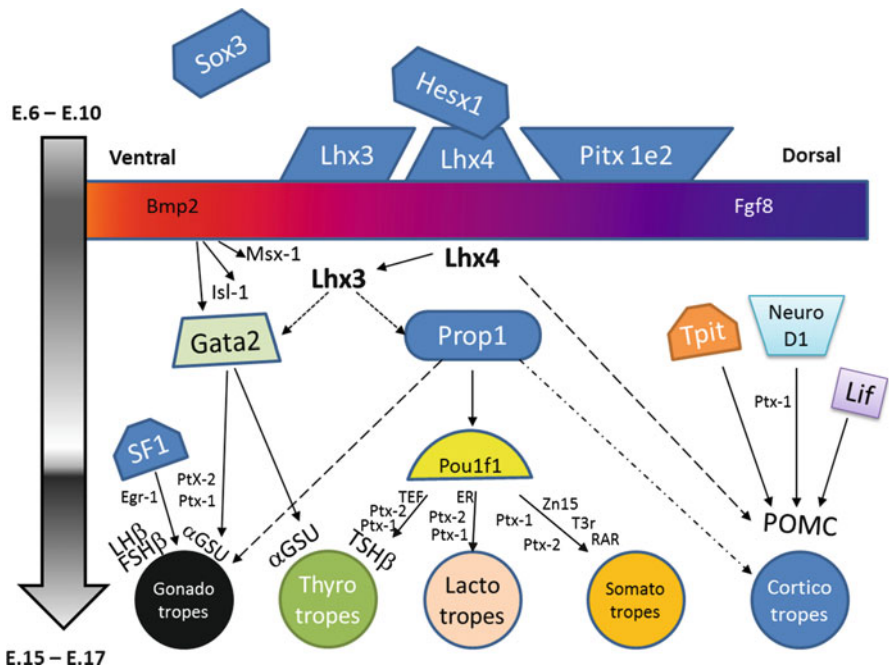 Sox3
Hesx1
E.6 – E.10
Ventral
Lhx3
Lhx4
Pitx 1e2
Dorsal
Bmp2
Fgf8
Msx-1
Isl-1
Lhx3
Lhx4
Gata2
Prop1
Tpit
Neuro
D1
Lif
Ptx-1
SF1
Egr-1
PtX-2
Ptx-1
Pou1f1
TEF
Ptx-2
Ptx-1
ER
Ptx-2
Ptx-1
Zn15
Ptx-1
T3r
Ptx-2
RAR
LHβ
FSHβ
αGSU
αGSU
TSHβ
POMC
Gonado
tropes
Thyro
tropes
Lacto
tropes
Somato
tropes
Cortico
tropes
E.15 – E.17